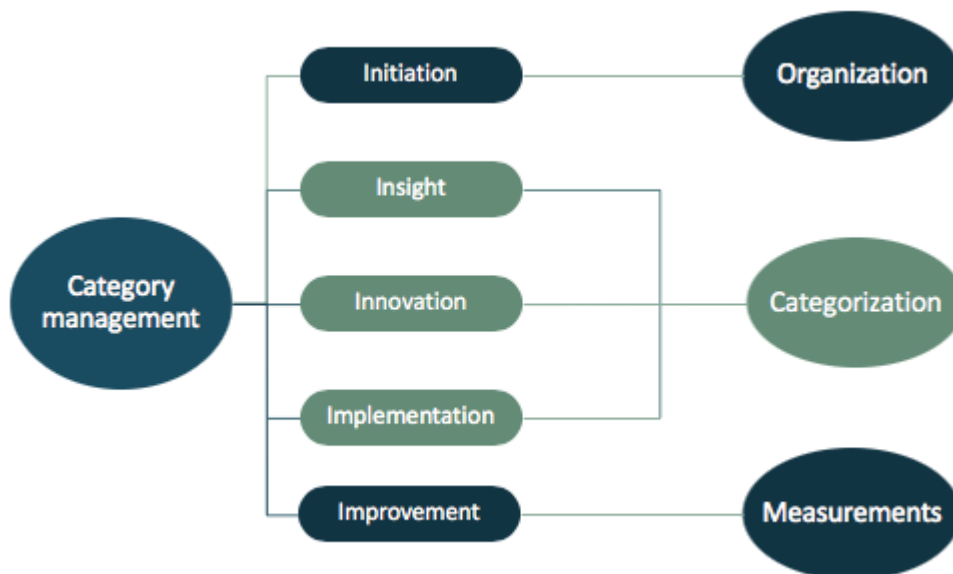 Initiation
Organization
Insight
Category
management
Innovation
Categorization
Implementation
Improvement
Measurements